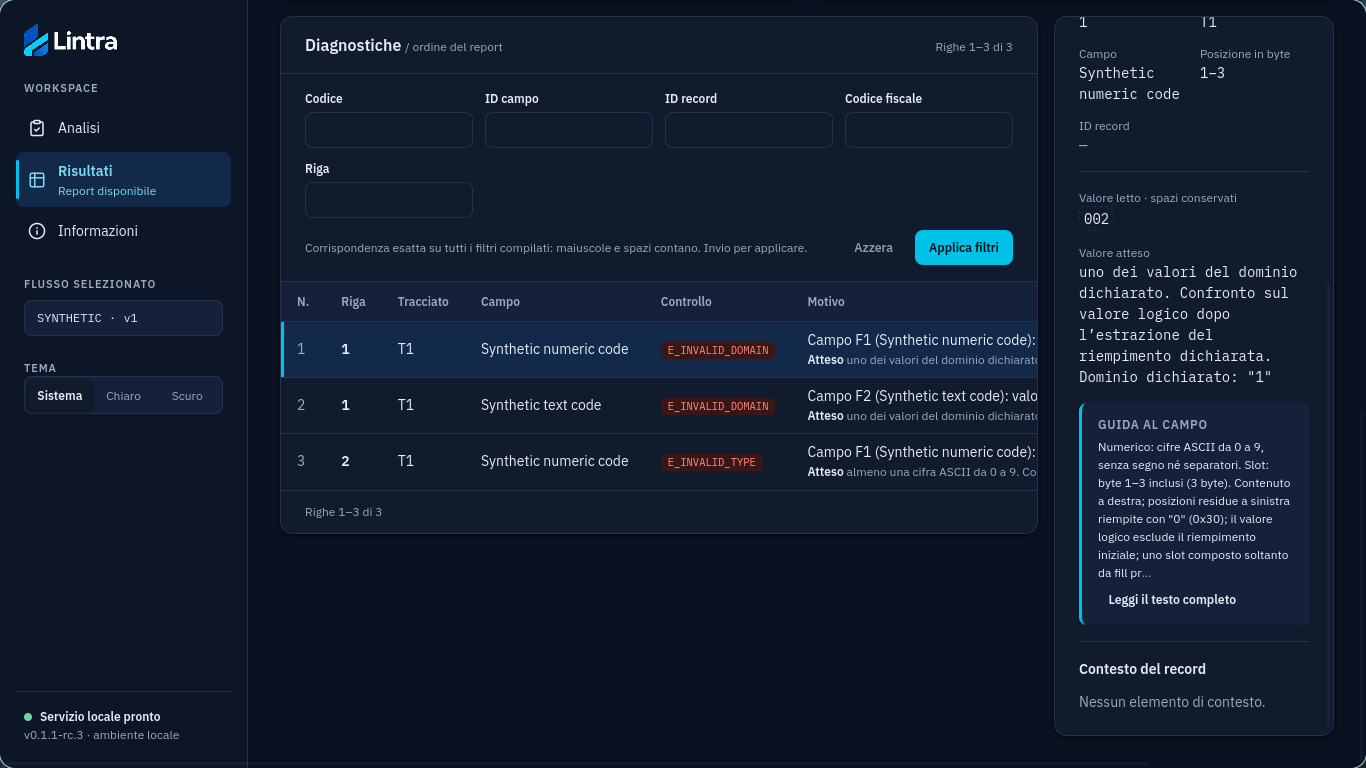 Lintra
WORKSPACE
Analisi
Risultati
Report disponibile
Informazioni
FLUSSO SELEZIONATO
SYNTHETIC · v1
TEMA
Sistema Chiaro Scuro
Servizio locale pronto
v0.1.1-rc.3 · ambiente locale
Diagnostiche / ordine del report Righe 1–3 di 3
Codice ID campo ID record Codice fiscale
Riga
Corrispondenza esatta su tutti i filtri compilati: maiuscole e spazi contano. Invio per applicare. Azzera Applica filtri
N. Riga Tracciato Campo Controllo Motivo
1 1 T1 Synthetic numeric code E_INVALID_DOMAIN Campo F1 (Synthetic numeric code):
Atteso uno dei valori del dominio dichiarato
2 1 T1 Synthetic text code E_INVALID_DOMAIN Campo F2 (Synthetic text code): valo
Atteso uno dei valori del dominio dichiarato
3 2 T1 Synthetic numeric code E_INVALID_TYPE Campo F1 (Synthetic numeric code):
Atteso almeno una cifra ASCII da 0 a 9. Co
Righe 1–3 di 3
1 T1
Campo Posizione in byte
Synthetic 1–3
numeric code
ID record
—
Valore letto · spazi conservati
002
Valore atteso
uno dei valori del dominio
dichiarato. Confronto sul
valore logico dopo
l’estrazione del
riempimento dichiarata.
Dominio dichiarato: "1"
GUIDA AL CAMPO
Numerico: cifre ASCII da 0 a 9,
senza segno né separatori. Slot:
byte 1–3 inclusi (3 byte). Contenuto
a destra; posizioni residue a sinistra
riempite con "0" (0x30); il valore
logico esclude il riempimento
iniziale; uno slot composto soltanto
da fill pr…
Leggi il testo completo
Contesto del record
Nessun elemento di contesto.